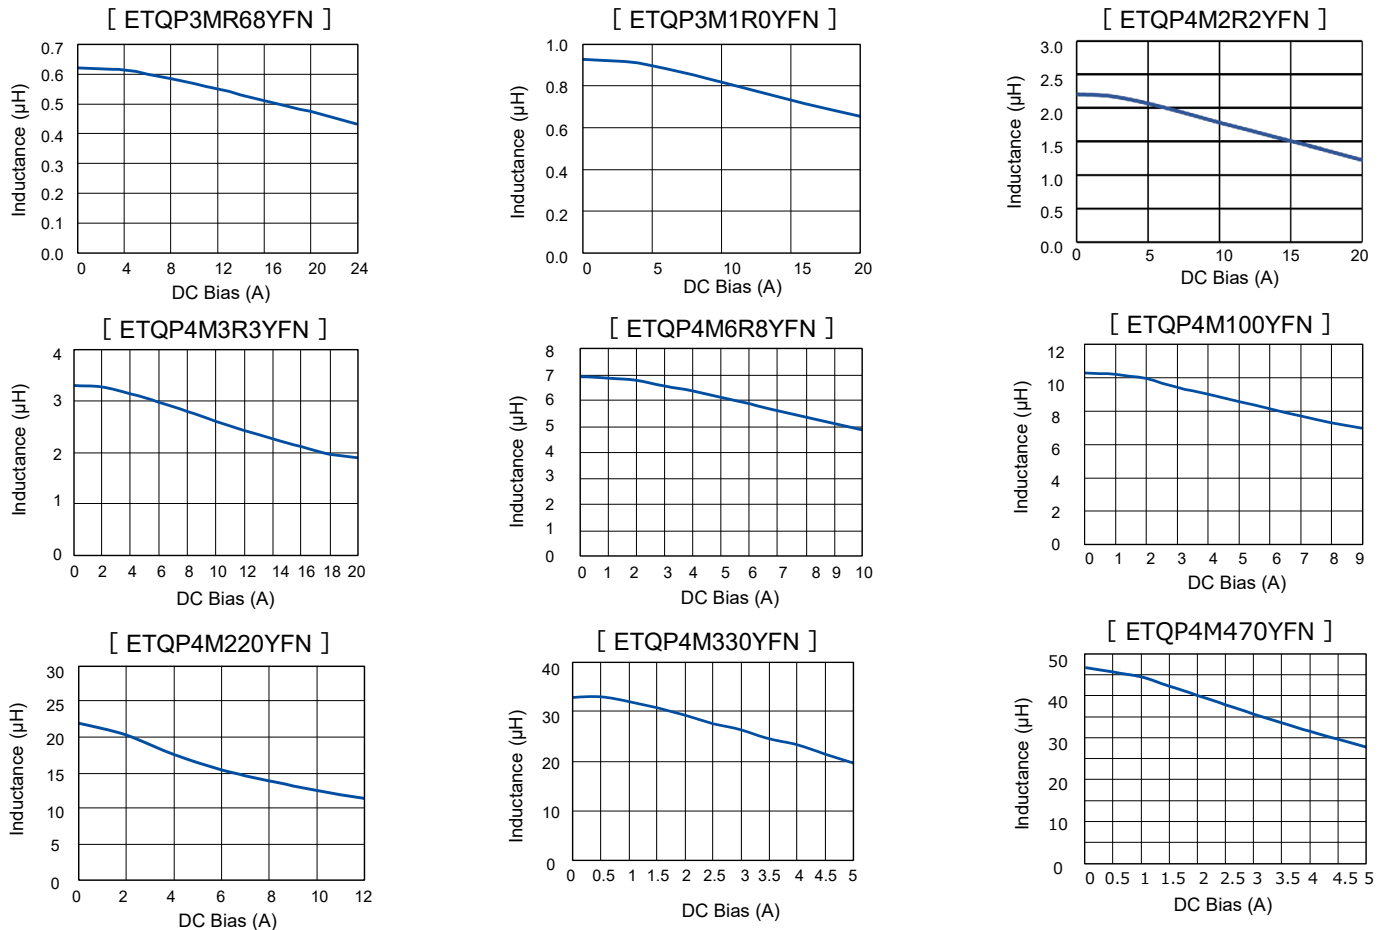 [ ETQP3MR68YFN ]
0.7
0.6
0.5
0.4
0.3
0.2
0.1
0.0
Inductance (µH)
0 4 8 12 16 20 24
DC Bias (A)
[ ETQP3M1R0YFN ]
1.0
0.8
0.6
0.4
0.2
0.0
Inductance (µH)
0 5 10 15 20
DC Bias (A)
[ ETQP4M2R2YFN ]
3.0
2.5
2.0
1.5
1.0
0.5
0.0
Inductance (µH)
0 5 10 15 20
DC Bias (A)
[ ETQP4M3R3YFN ]
4
3
2
1
0
Inductance (µH)
0 2 4 6 8 10 12 14 16 18 20
DC Bias (A)
[ ETQP4M6R8YFN ]
8
7
6
5
4
3
2
1
0
Inductance (µH)
0 1 2 3 4 5 6 7 8 9 10
DC Bias (A)
[ ETQP4M100YFN ]
12
10
8
6
4
2
0
Inductance (µH)
0 1 2 3 4 5 6 7 8 9
DC Bias (A)
[ ETQP4M220YFN ]
30
25
20
15
10
5
0
Inductance (µH)
0 2 4 6 8 10 12
DC Bias (A)
[ ETQP4M330YFN ]
40
30
20
10
0
Inductance (µH)
0 0.5 1 1.5 2 2.5 3 3.5 4 4.5 5
DC Bias (A)
[ ETQP4M470YFN ]
50
40
30
20
10
0
Inductance (µH)
0 0.5 1 1.5 2 2.5 3 3.5 4 4.5 5
DC Bias (A)